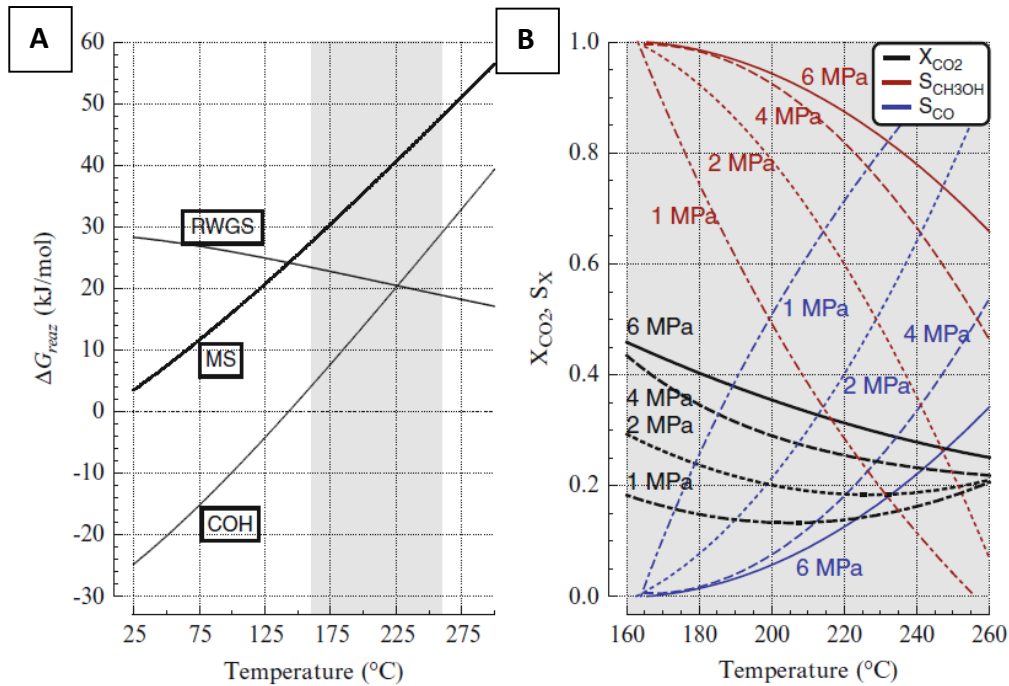 A
60
50
40
30
20
10
0
-10
-20
-30
ΔG_reaz (kJ/mol)
RWGS
MS
COH
25 75 125 175 225 275
Temperature (°C)
B
1.0
0.8
0.6
0.4
0.2
0.0
X_CO2, S_X
X_CO2
S_CH3OH
S_CO
6 MPa
4 MPa
2 MPa
1 MPa
1 MPa
4 MPa
2 MPa
6 MPa
6 MPa
4 MPa
2 MPa
1 MPa
160 180 200 220 240 260
Temperature (°C)